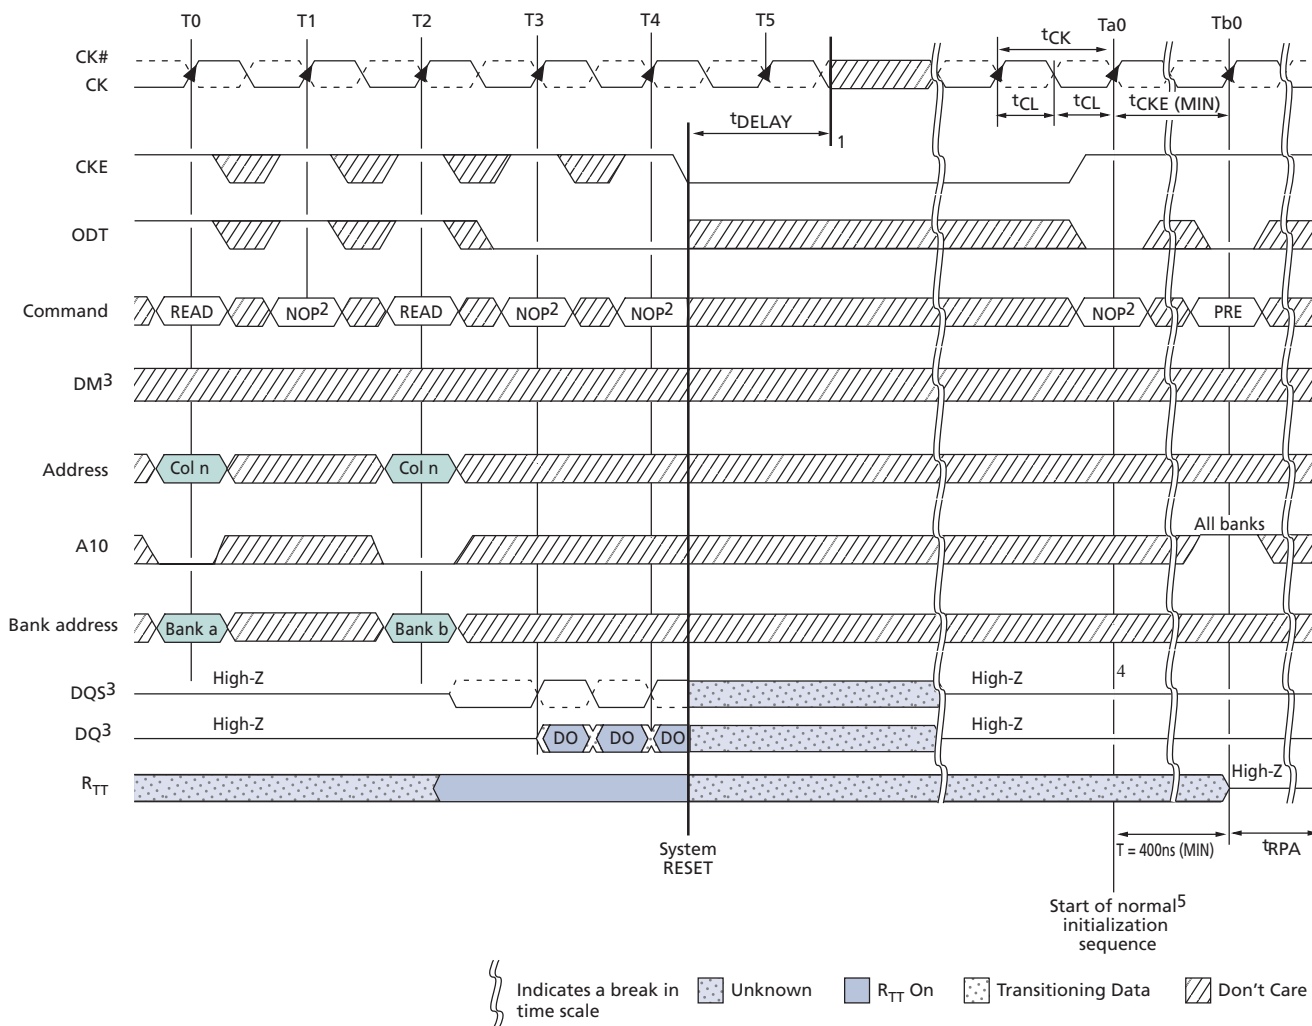 T0 T1 T2 T3 T4 T5 Ta0 Tb0
CK#
CK
tCK
tCL tCL tCKE (MIN)
tDELAY
1
CKE
ODT
Command READ NOP2 READ NOP2 NOP2 NOP2 PRE
DM3
Address Col n Col n
All banks
A10
Bank address Bank a Bank b
DQS3 High-Z High-Z 4
DQ3 High-Z DO DO DO High-Z
RTT High-Z
System
RESET
T = 400ns (MIN) tRPA
Start of normal5
initialization
sequence
Indicates a break in
time scale
Unknown RTT On Transitioning Data Don't Care